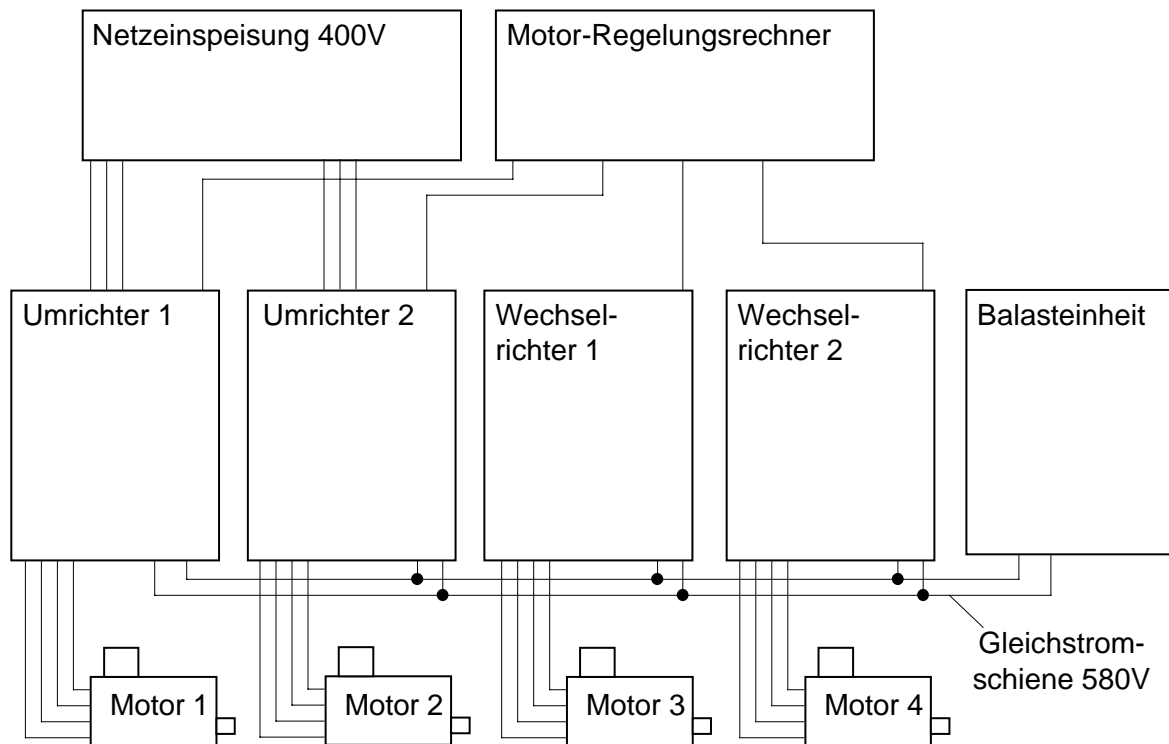 Netzeinspeisung 400V
Motor-Regelungsrechner
Umrichter 1
Umrichter 2
Wechsel-
richter 1
Wechsel-
richter 2
Balasteinheit
Gleichstrom-
schiene 580V
Motor 1
Motor 2
Motor 3
Motor 4